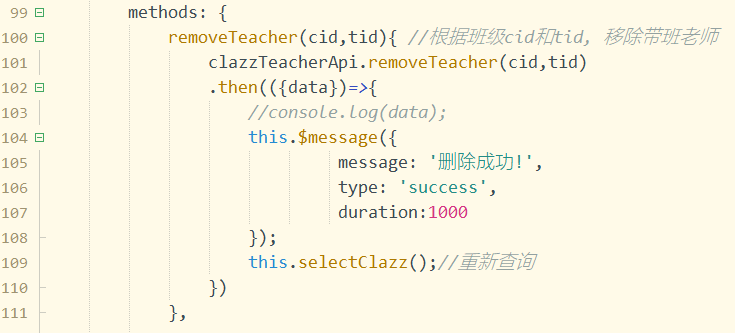 99 methods: {
100 removeTeacher(cid,tid){ //根据班级cid和tid, 移除带班老师
101 clazzTeacherApi.removeTeacher(cid,tid)
102 .then(({data})=>{
103 //console.log(data);
104 this.$message({
105 message: '删除成功!',
106 type: 'success',
107 duration:1000
108 });
109 this.selectClazz();//重新查询
110 })
111 },